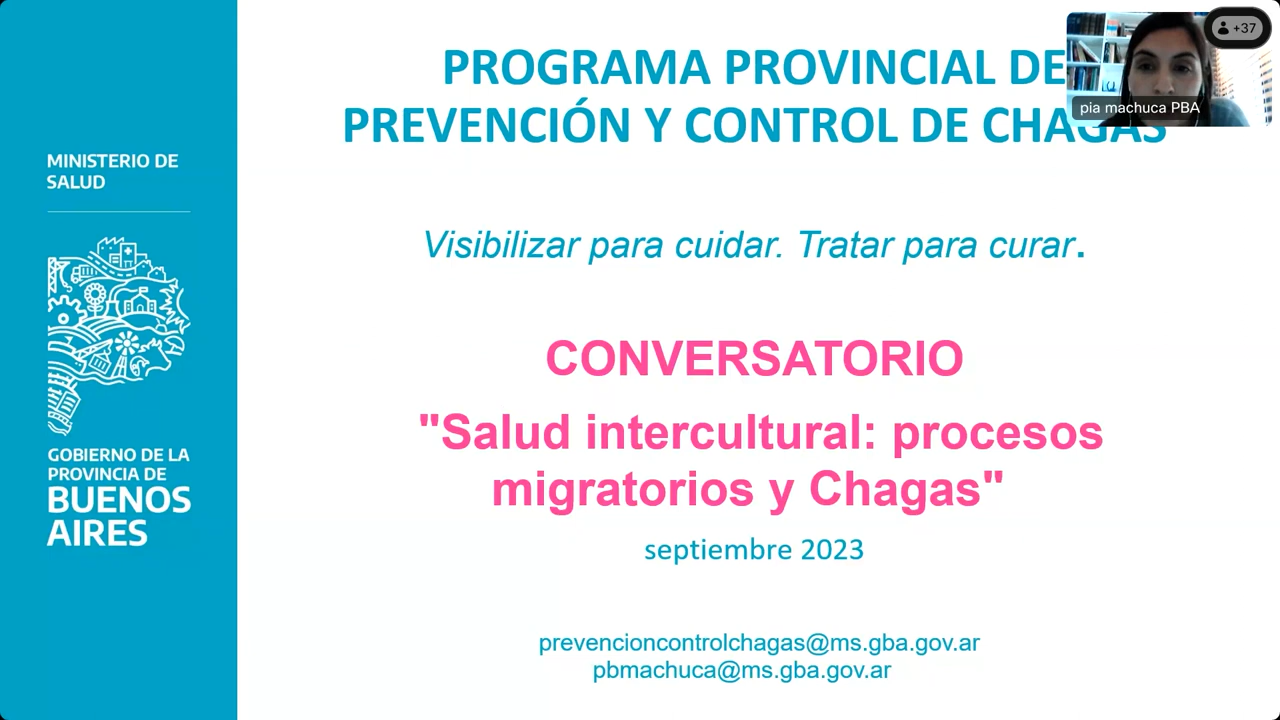 PROGRAMA PROVINCIAL DE
PREVENCIÓN Y CONTROL DE CHAGAS
+37
pia machuca PBA
MINISTERIO DE
SALUD
GOBIERNO DE LA
PROVINCIA DE
BUENOS
AIRES
Visibilizar para cuidar. Tratar para curar.
CONVERSATORIO
"Salud intercultural: procesos
migratorios y Chagas"
septiembre 2023
prevencioncontrolchagas@ms.gba.gov.ar
pbmachuca@ms.gba.gov.ar